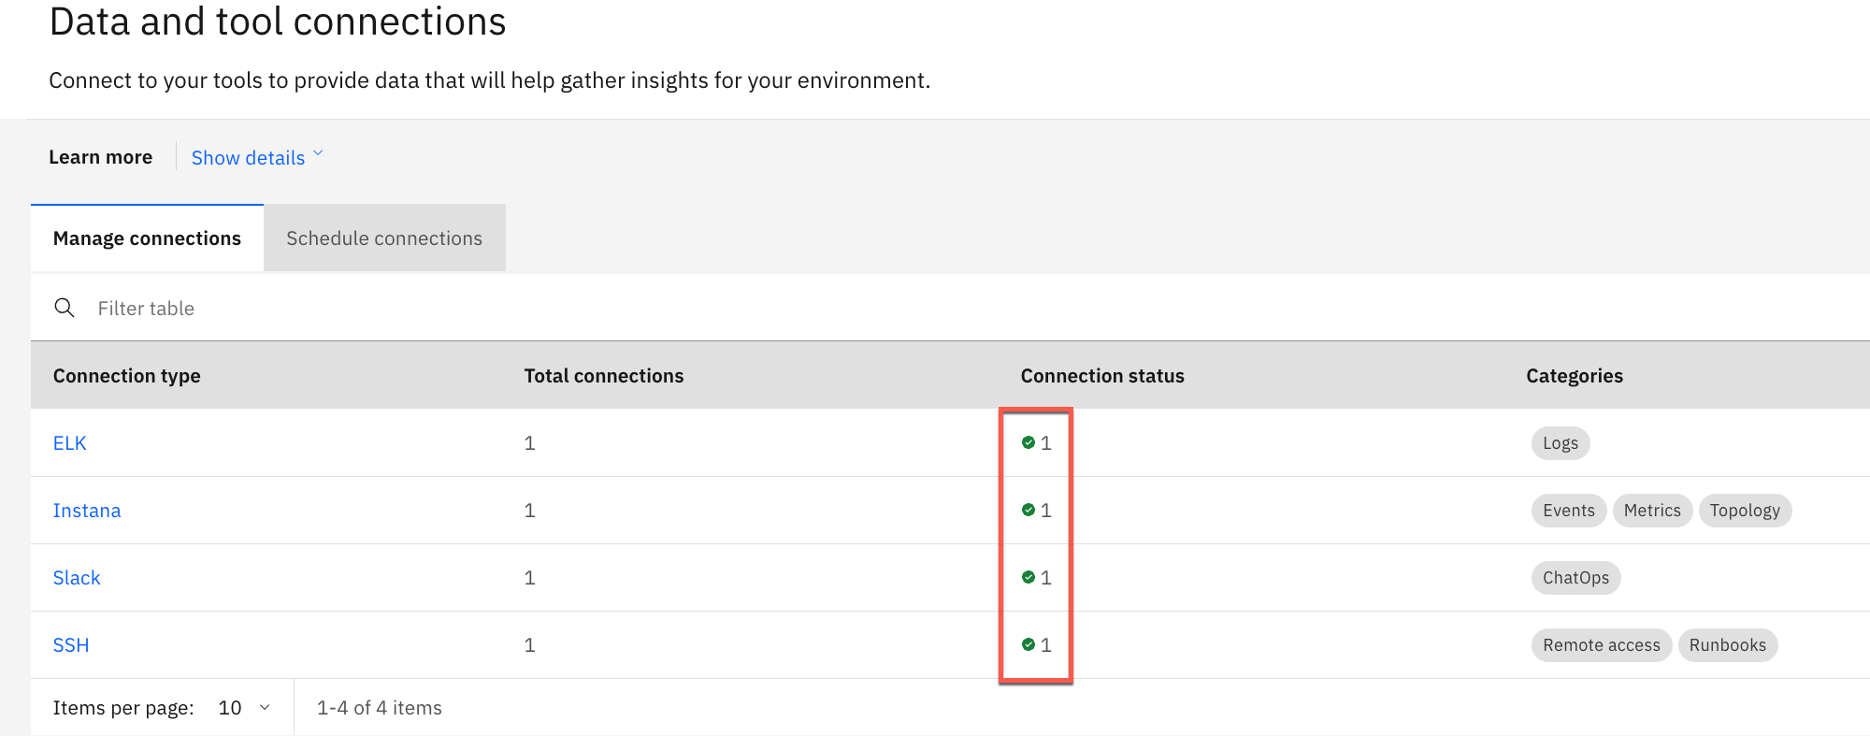 Data and tool connections
Connect to your tools to provide data that will help gather insights for your environment.
Learn more Show details
Manage connections Schedule connections
Filter table
Connection type Total connections Connection status Categories
ELK 1 1 Logs
Instana 1 1 Events Metrics Topology
Slack 1 1 ChatOps
SSH 1 1 Remote access Runbooks
Items per page: 10 1-4 of 4 items